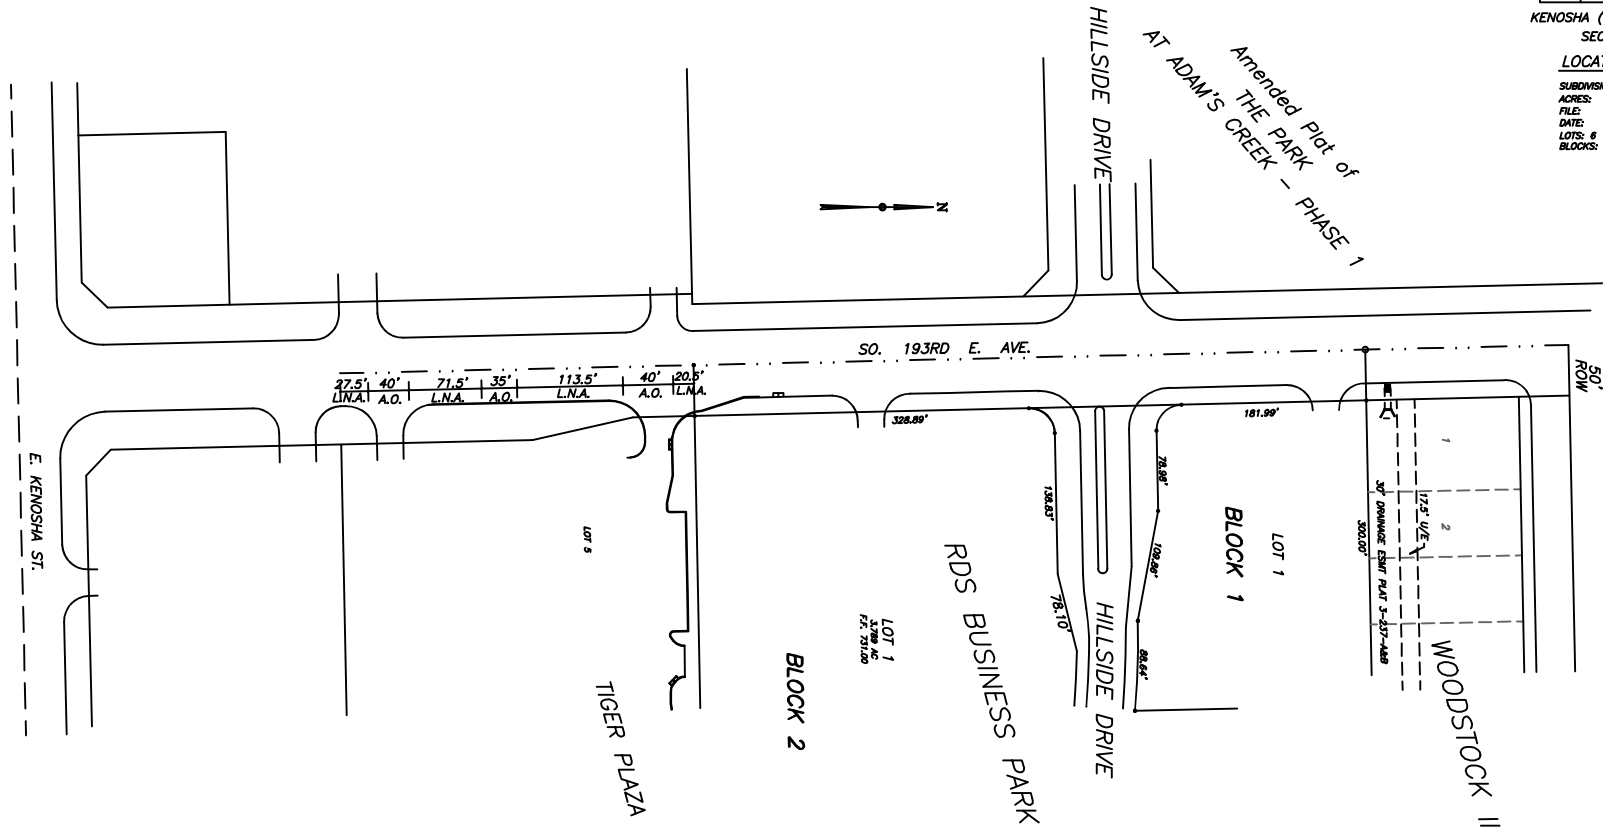 KENOSHA (
SEC
LOCAT
SUBDIVISI
ACRES:
FILE:
DATE:
LOTS: 6
BLOCKS:
HILLSIDE DRIVE
Amended Plat of
THE PARK
AT ADAM'S CREEK - PHASE 1
N
SO. 193RD E. AVE.
50'
ROW
27.5'
L.N.A.
40'
A.O.
71.5'
L.N.A.
35'
A.O.
113.5'
L.N.A.
40'
A.O.
20.5'
L.N.A.
328.89'
181.99'
E. KENOSHA ST.
LOT 5
TIGER PLAZA
BLOCK 2
LOT 1
3.789 AC
F.F. 731.00
RDS BUSINESS PARK
138.83'
78.10'
HILLSIDE DRIVE
78.98'
109.86'
88.64'
BLOCK 1
LOT 1
300.00'
30' DRAINAGE ESMT PLAT 3-237-A&B
17.5' U/E
1
2
WOODSTOCK II